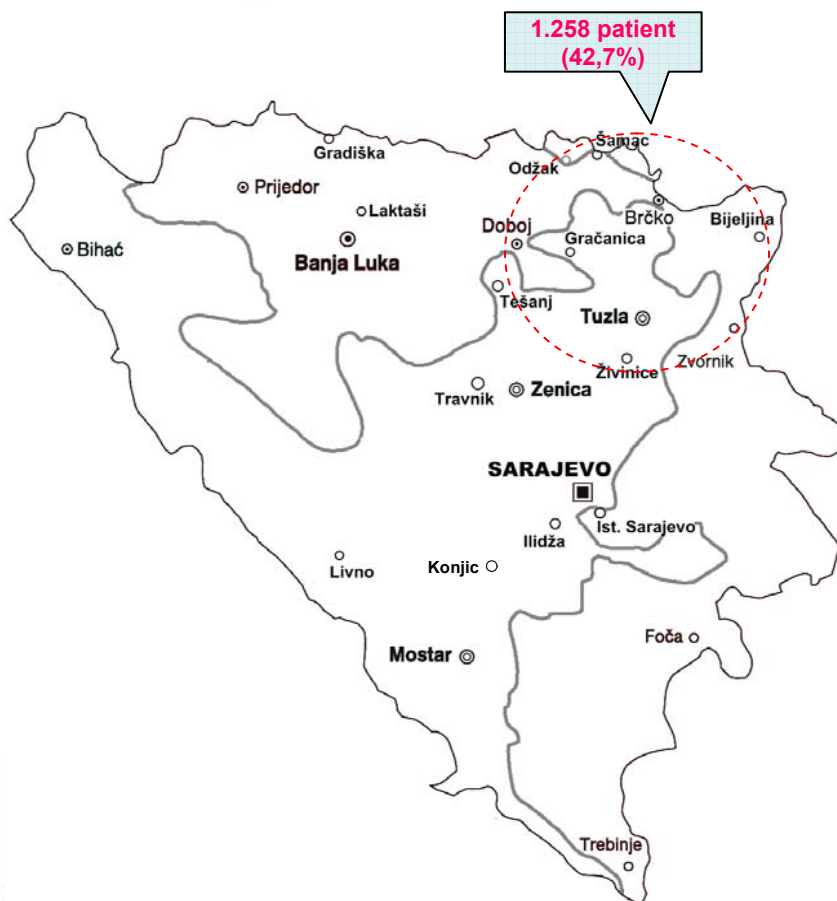 1.258 patient
(42,7%)
Šamac
Gradiška
Odžak
Prijedor
Laktaši
Brčko
Bijeljina
Doboj
Gračanica
Bihać
Banja Luka
Tešanj
Tuzla
Zvornik
Živinice
Travnik
Zenica
SARAJEVO
Ist. Sarajevo
Ilidža
Konjic
Livno
Foča
Mostar
Trebinje